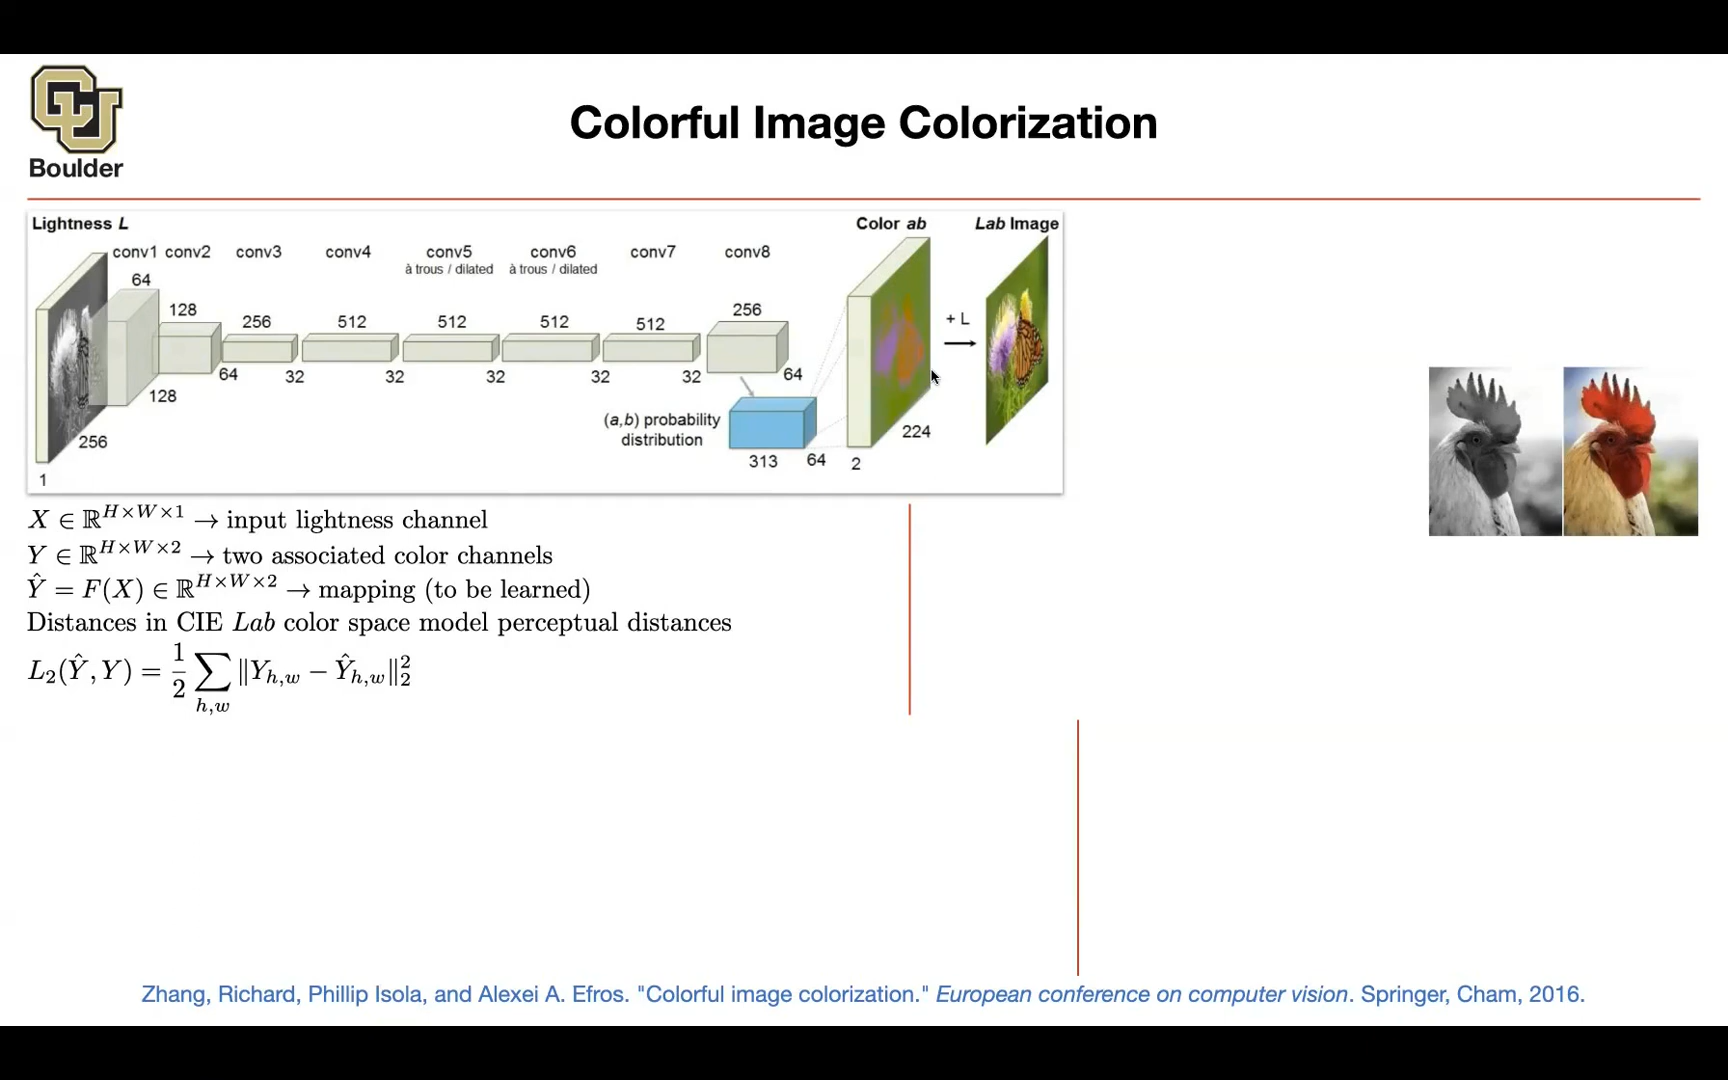 CU
Boulder
Colorful Image Colorization
Lightness L
Color ab
Lab Image
conv1 conv2 conv3 conv4 conv5 conv6 conv7 conv8
à trous / dilated à trous / dilated
64
128 256 512 512 512 512 256
+ L
64 32 32 32 32 32 64
128
(a,b) probability
distribution
256
224
313 64 2
1
X ∈ ℝ^{H×W×1} → input lightness channel
Y ∈ ℝ^{H×W×2} → two associated color channels
Ŷ = F(X) ∈ ℝ^{H×W×2} → mapping (to be learned)
Distances in CIE Lab color space model perceptual distances
L₂(Ŷ, Y) = 1/2 ∑_{h,w} ‖Y_{h,w} − Ŷ_{h,w}‖₂²
Zhang, Richard, Phillip Isola, and Alexei A. Efros. "Colorful image colorization." European conference on computer vision. Springer, Cham, 2016.